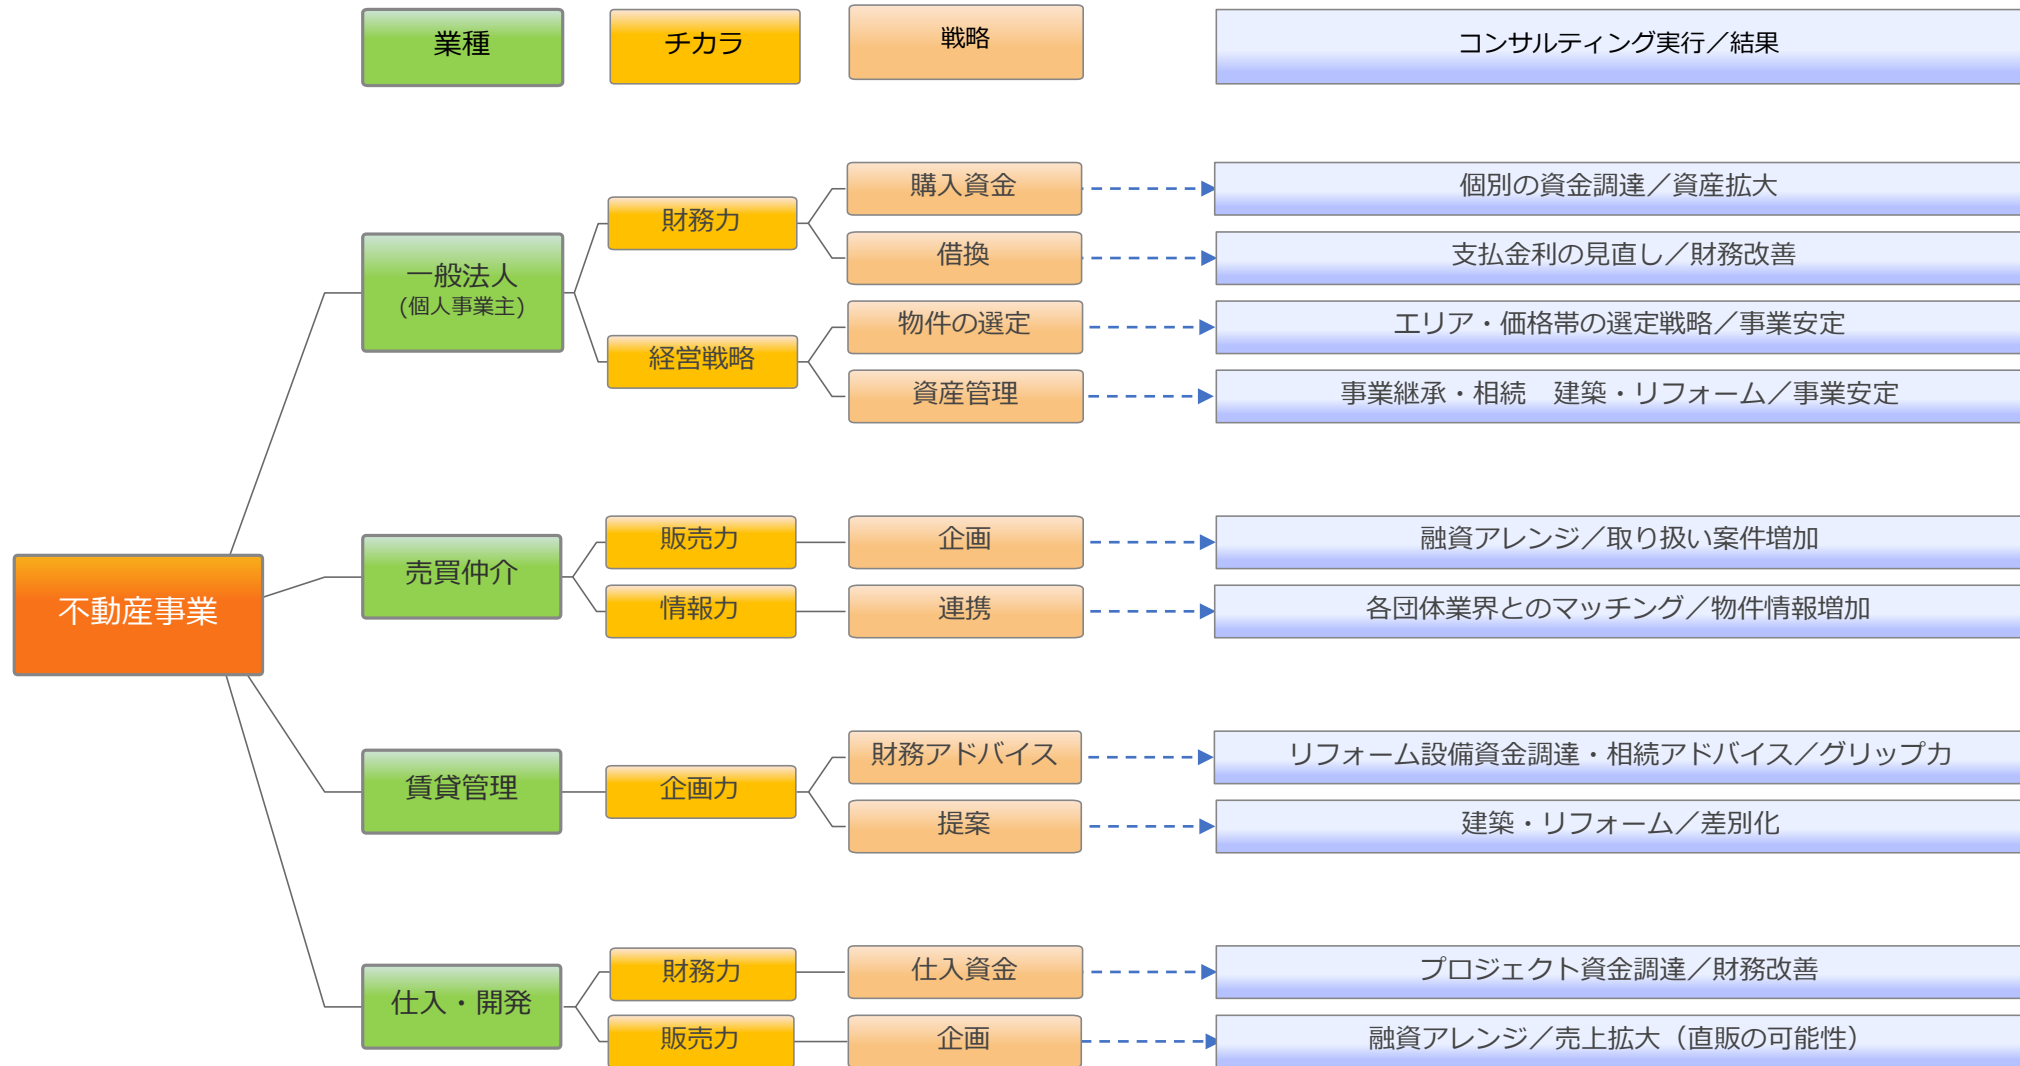 業種
チカラ
戦略
コンサルティング実行／結果
不動産事業
一般法人
(個人事業主)
財務力
購入資金
個別の資金調達／資産拡大
借換
支払金利の見直し／財務改善
経営戦略
物件の選定
エリア・価格帯の選定戦略／事業安定
資産管理
事業継承・相続　建築・リフォーム／事業安定
売買仲介
販売力
企画
融資アレンジ／取り扱い案件増加
情報力
連携
各団体業界とのマッチング／物件情報増加
賃貸管理
企画力
財務アドバイス
リフォーム設備資金調達・相続アドバイス／グリップ力
提案
建築・リフォーム／差別化
仕入・開発
財務力
仕入資金
プロジェクト資金調達／財務改善
販売力
企画
融資アレンジ／売上拡大（直販の可能性）